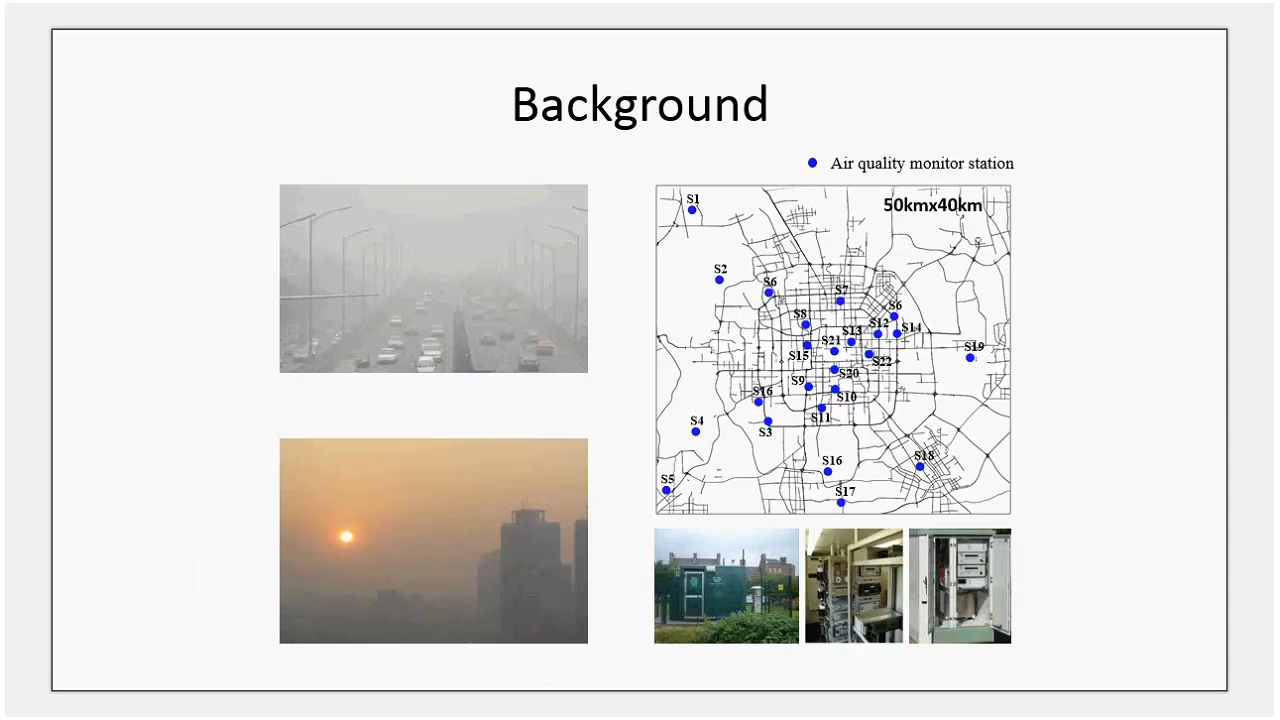 Background
Air quality monitor station
50kmx40km
S1
S2
S6
S7
S6
S8
S12
S14
S13
S21
S15
S22
S19
S20
S9
S16
S10
S11
S3
S4
S16
S18
S5
S17